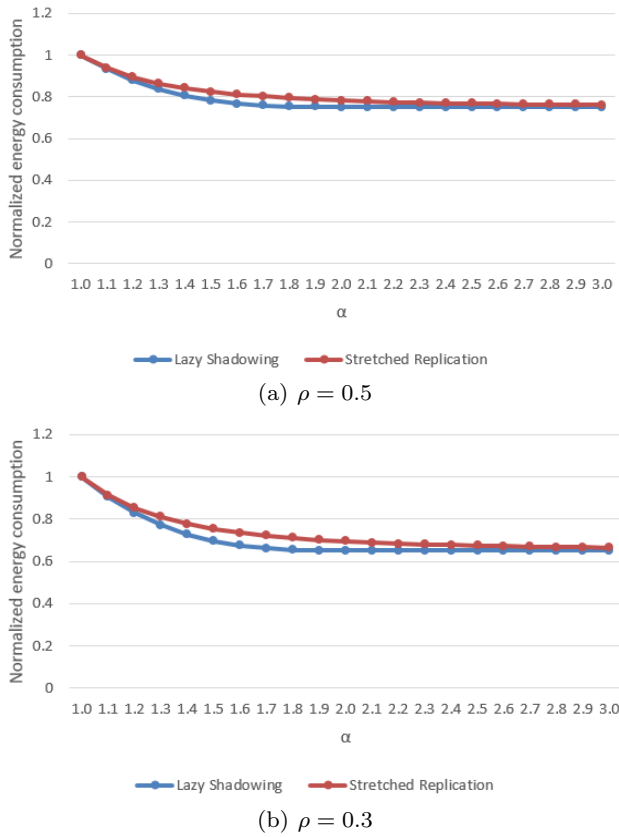 1.2
1
0.8
0.6
0.4
0.2
0
Normalized energy consumption
1.0 1.1 1.2 1.3 1.4 1.5 1.6 1.7 1.8 1.9 2.0 2.1 2.2 2.3 2.4 2.5 2.6 2.7 2.8 2.9 3.0
α
Lazy Shadowing Stretched Replication
(a) ρ = 0.5
1.2
1
0.8
0.6
0.4
0.2
0
Normalized energy consumption
1.0 1.1 1.2 1.3 1.4 1.5 1.6 1.7 1.8 1.9 2.0 2.1 2.2 2.3 2.4 2.5 2.6 2.7 2.8 2.9 3.0
α
Lazy Shadowing Stretched Replication
(b) ρ = 0.3